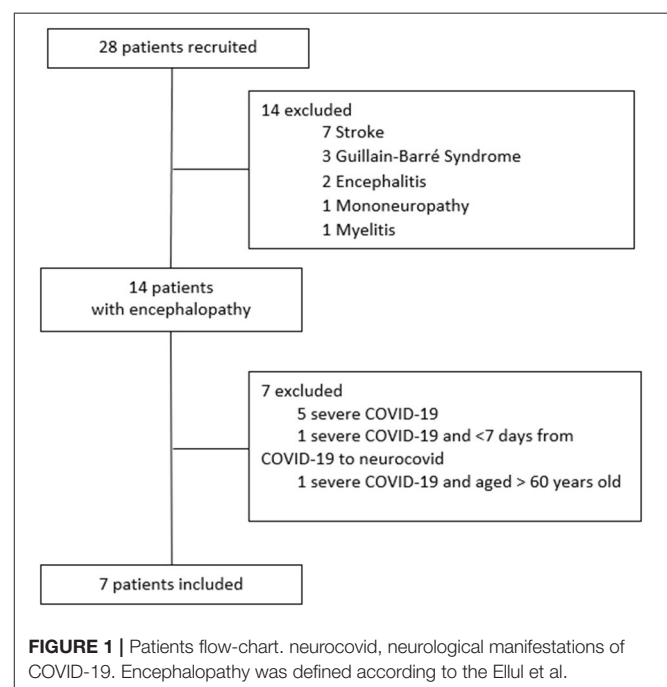 28 patients recruited
14 excluded
7 Stroke
3 Guillain-Barré Syndrome
2 Encephalitis
1 Mononeuropathy
1 Myelitis
14 patients
with encephalopathy
7 excluded
5 severe COVID-19
1 severe COVID-19 and <7 days from
COVID-19 to neurocovid
1 severe COVID-19 and aged > 60 years old
7 patients included
FIGURE 1 | Patients flow-chart. neurocovid, neurological manifestations of
COVID-19. Encephalopathy was defined according to the Ellul et al.